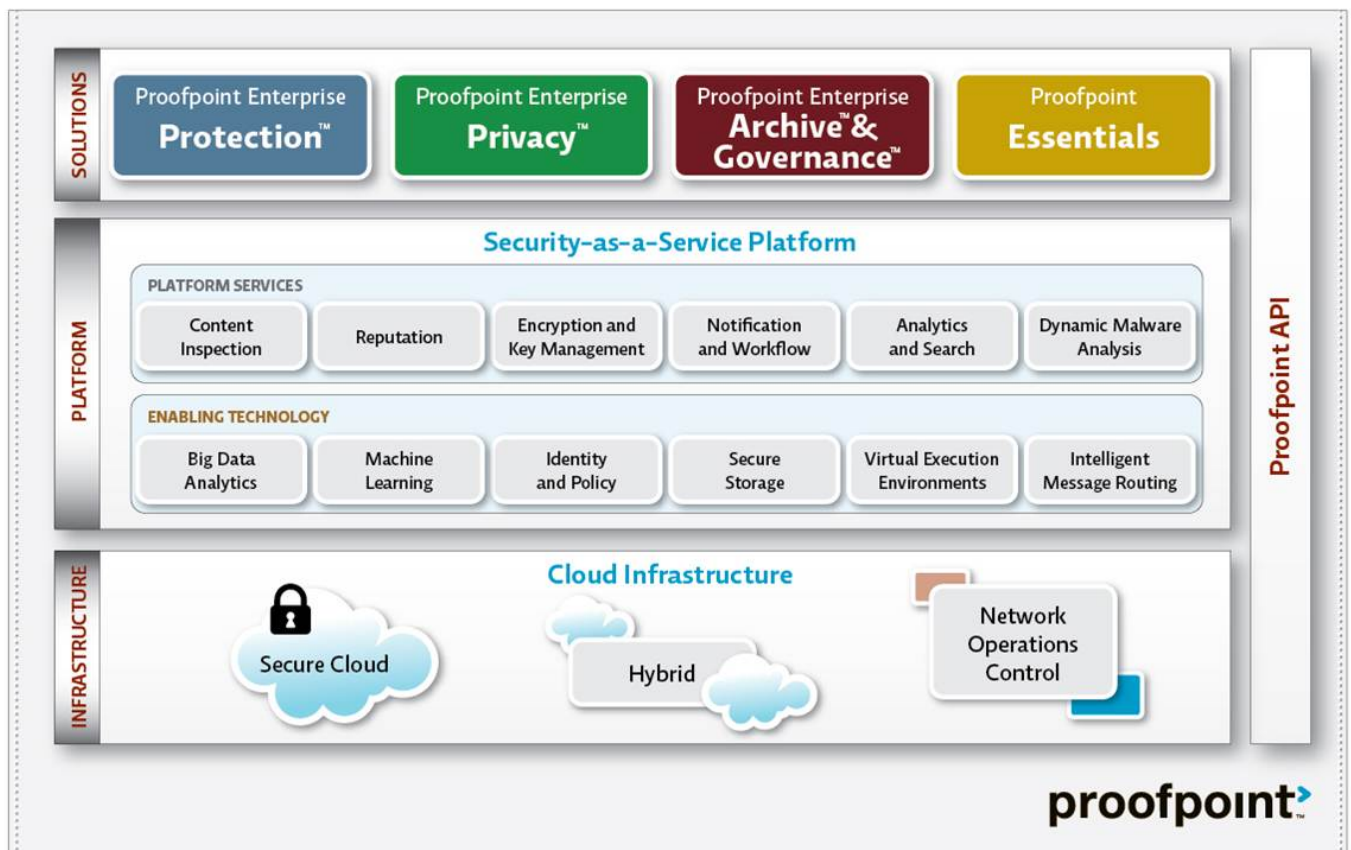 SOLUTIONS
Proofpoint Enterprise
Protection™
Proofpoint Enterprise
Privacy™
Proofpoint Enterprise
Archive™ &
Governance™
Proofpoint
Essentials
PLATFORM
Security-as-a-Service Platform
PLATFORM SERVICES
Content
Inspection
Reputation
Encryption and
Key Management
Notification
and Workflow
Analytics
and Search
Dynamic Malware
Analysis
ENABLING TECHNOLOGY
Big Data
Analytics
Machine
Learning
Identity
and Policy
Secure
Storage
Virtual Execution
Environments
Intelligent
Message Routing
INFRASTRUCTURE
Cloud Infrastructure
Secure Cloud
Hybrid
Network
Operations
Control
Proofpoint API
proofpoint™